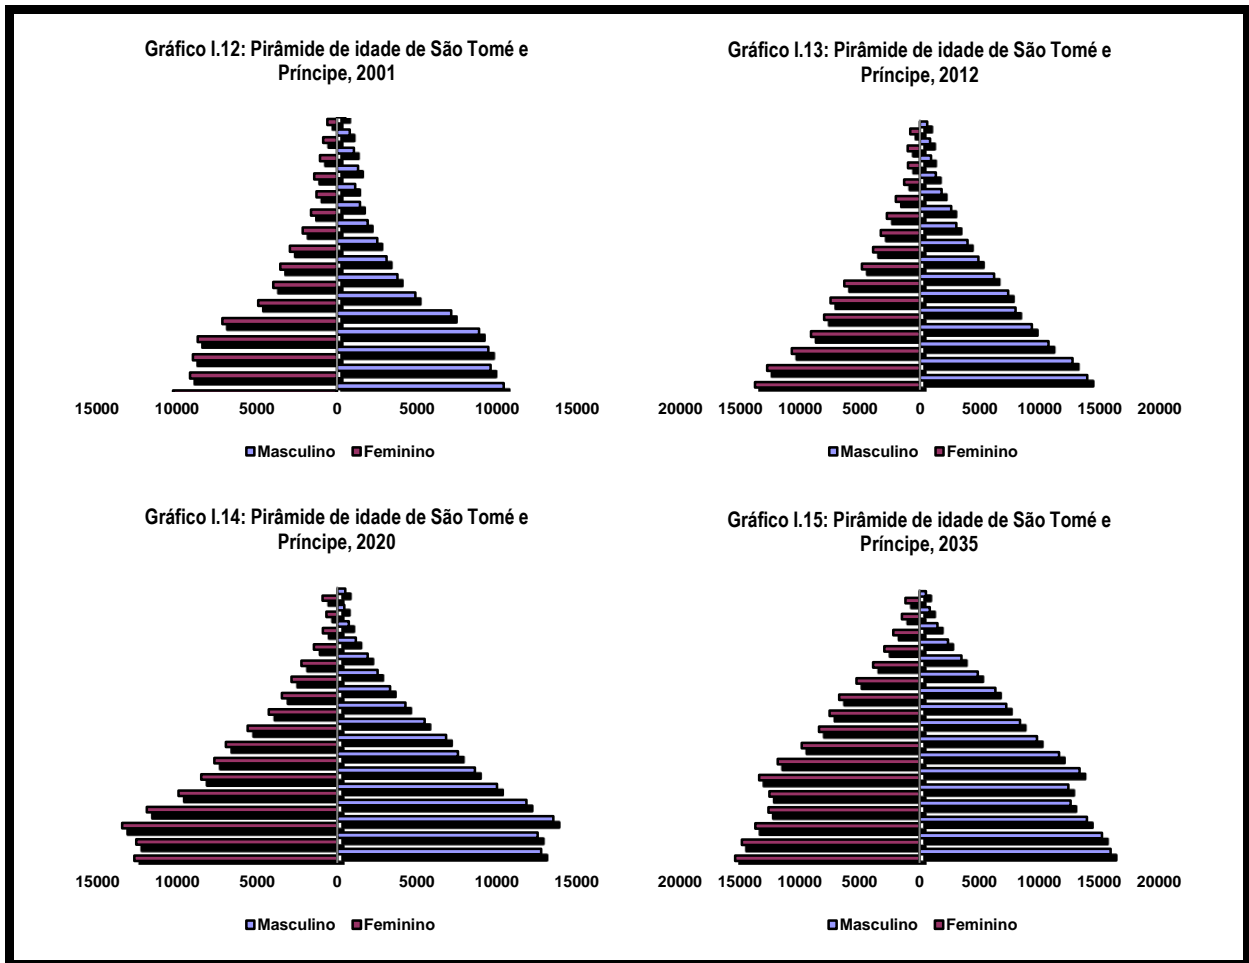 Gráfico I.12: Pirâmide de idade de São Tomé e
Príncipe, 2001
15000 10000 5000 0 5000 10000 15000
Masculino Feminino
Gráfico I.13: Pirâmide de idade de São Tomé e
Príncipe, 2012
20000 15000 10000 5000 0 5000 10000 15000 20000
Masculino Feminino
Gráfico I.14: Pirâmide de idade de São Tomé e
Príncipe, 2020
15000 10000 5000 0 5000 10000 15000
Masculino Feminino
Gráfico I.15: Pirâmide de idade de São Tomé e
Príncipe, 2035
20000 15000 10000 5000 0 5000 10000 15000 20000
Masculino Feminino